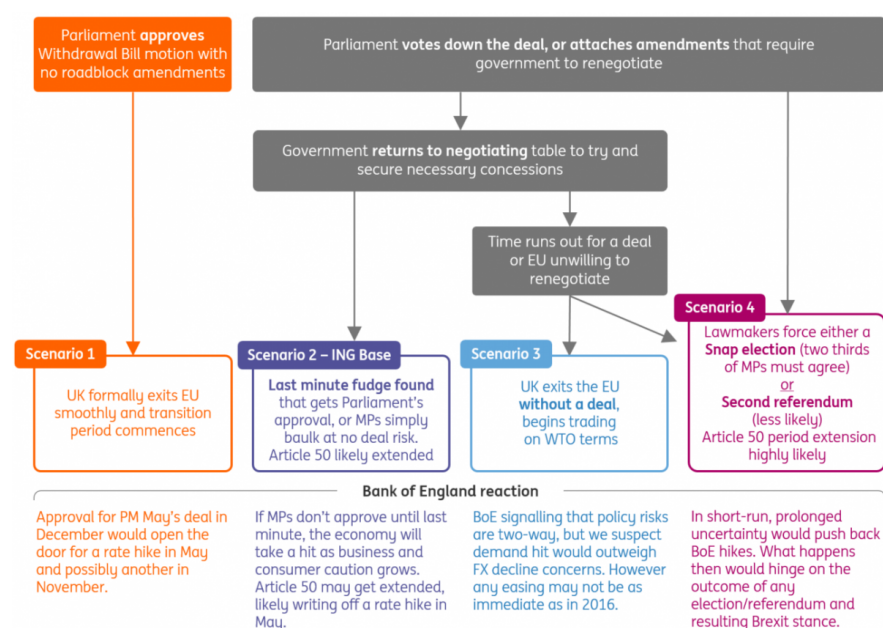 Parliament approves
Withdrawal Bill motion with
no roadblock amendments
Parliament votes down the deal, or attaches amendments that require
government to renegotiate
Government returns to negotiating table to try and
secure necessary concessions
Time runs out for a deal
or EU unwilling to
renegotiate
Scenario 1
UK formally exits EU
smoothly and transition
period commences
Scenario 2 – ING Base
Last minute fudge found
that gets Parliament's
approval, or MPs simply
baulk at no deal risk.
Article 50 likely extended
Scenario 3
UK exits the EU
without a deal,
begins trading
on WTO terms
Scenario 4
Lawmakers force either a
Snap election (two thirds
of MPs must agree)
or
Second referendum
(less likely)
Article 50 period extension
highly likely
Bank of England reaction
Approval for PM May's deal in
December would open the
door for a rate hike in May
and possibly another in
November.
If MPs don't approve until last
minute, the economy will
take a hit as business and
consumer caution grows.
Article 50 may get extended,
likely writing off a rate hike in
May.
BoE signalling that policy risks
are two-way, but we suspect
demand hit would outweigh
FX decline concerns. However
any easing may not be as
immediate as in 2016.
In short-run, prolonged
uncertainty would push back
BoE hikes. What happens
then would hinge on the
outcome of any
election/referendum and
resulting Brexit stance.